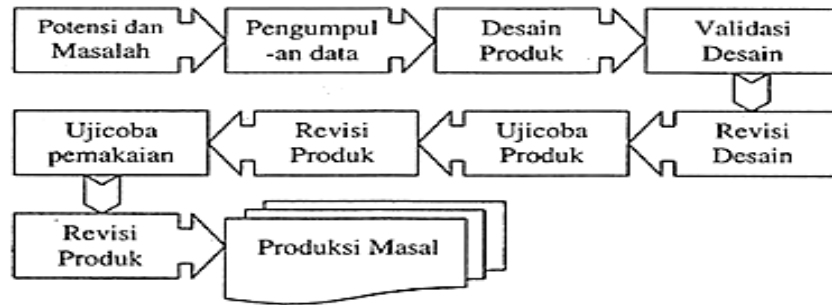 Potensi dan
Masalah
Pengumpul
-an data
Desain
Produk
Validasi
Desain
Ujicoba
pemakaian
Revisi
Produk
Ujicoba
Produk
Revisi
Desain
Revisi
Produk
Produksi Masal